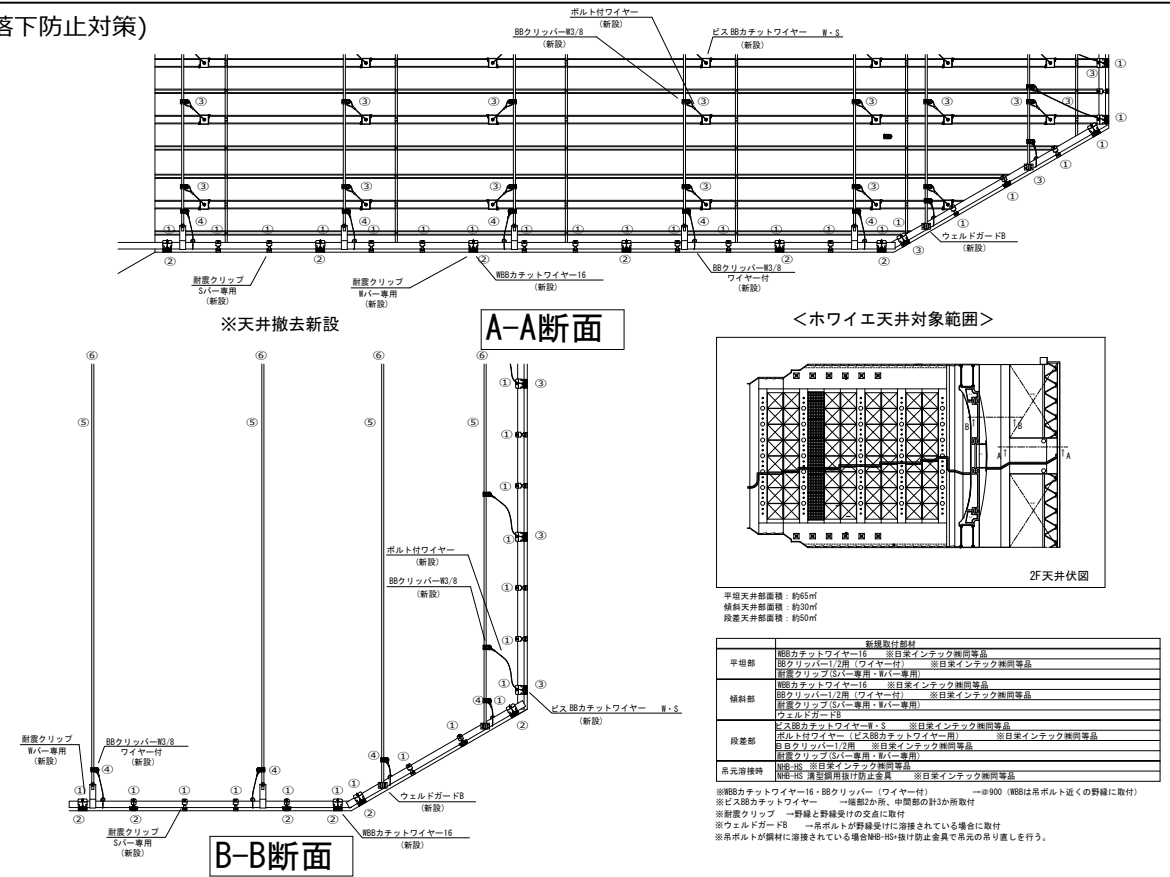 落下防止対策)
ボルト付ワイヤー
(新設)
BBクリッパーW3/8
(新設)
ビスBBカチットワイヤー W・S
(新設)
ウェルドガードB
(新設)
耐震クリップ
Sバー専用
(新設)
耐震クリップ
Wバー専用
(新設)
WBBカチットワイヤー16
(新設)
BBクリッパーW3/8
ワイヤー付
(新設)
※天井撤去新設
A-A断面
<ホワイエ天井対象範囲>
B
B
A
A
2F天井伏図
平坦天井部面積:約65㎡
傾斜天井部面積:約30㎡
段差天井部面積:約50㎡
新規取付部材
平坦部
WBBカチットワイヤー16 ※日栄インテック㈱同等品
BBクリッパー1/2用(ワイヤー付) ※日栄インテック㈱同等品
耐震クリップ(Sバー専用・Wバー専用)
傾斜部
WBBカチットワイヤー16 ※日栄インテック㈱同等品
BBクリッパー1/2用(ワイヤー付) ※日栄インテック㈱同等品
耐震クリップ(Sバー専用・Wバー専用)
ウェルドガードB
段差部
ビスBBカチットワイヤーW・S ※日栄インテック㈱同等品
ボルト付ワイヤー(ビスBBカチットワイヤー用) ※日栄インテック㈱同等品
BBクリッパー1/2用 ※日栄インテック㈱同等品
耐震クリップ(Sバー専用・Wバー専用)
吊元溶接時
NHB-HS ※日栄インテック㈱同等品
NHB-HS 溝型鋼用抜け防止金具 ※日栄インテック㈱同等品
※WBBカチットワイヤー16・BBクリッパー(ワイヤー付) →@900(WBBは吊ボルト近くの野縁に取付)
※ビスBBカチットワイヤー →端部2か所、中間部の計3か所取付
※耐震クリップ →野縁と野縁受けの交点に取付
※ウェルドガードB →吊ボルトが野縁受けに溶接されている場合に取付
※吊ボルトが鋼材に溶接されている場合NHB-HS+抜け防止金具で吊元の吊り直しを行う。
⑥ ⑥ ⑥ ⑥
⑤ ⑤ ⑤ ⑤
ボルト付ワイヤー
(新設)
BBクリッパーW3/8
(新設)
ビスBBカチットワイヤー W・S
(新設)
耐震クリップ
Wバー専用
(新設)
BBクリッパーW3/8
ワイヤー付
(新設)
ウェルドガードB
(新設)
耐震クリップ
Sバー専用
(新設)
WBBカチットワイヤー16
(新設)
B-B断面